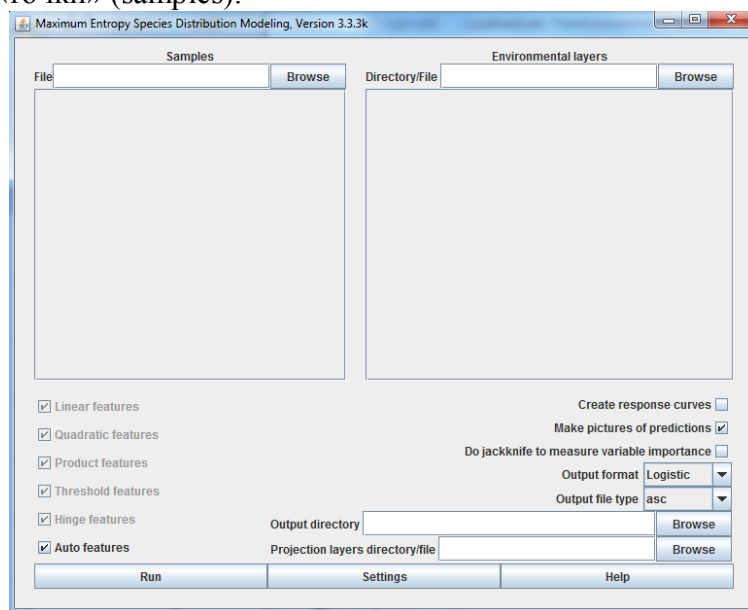 (samples).
Maximum Entropy Species Distribution Modeling, Version 3.3.3k
Samples
File Browse
Environmental layers
Directory/File Browse
Linear features
Quadratic features
Product features
Threshold features
Hinge features
Auto features
Create response curves
Make pictures of predictions
Do jackknife to measure variable importance
Output format Logistic
Output file type asc
Output directory Browse
Projection layers directory/file Browse
Run Settings Help